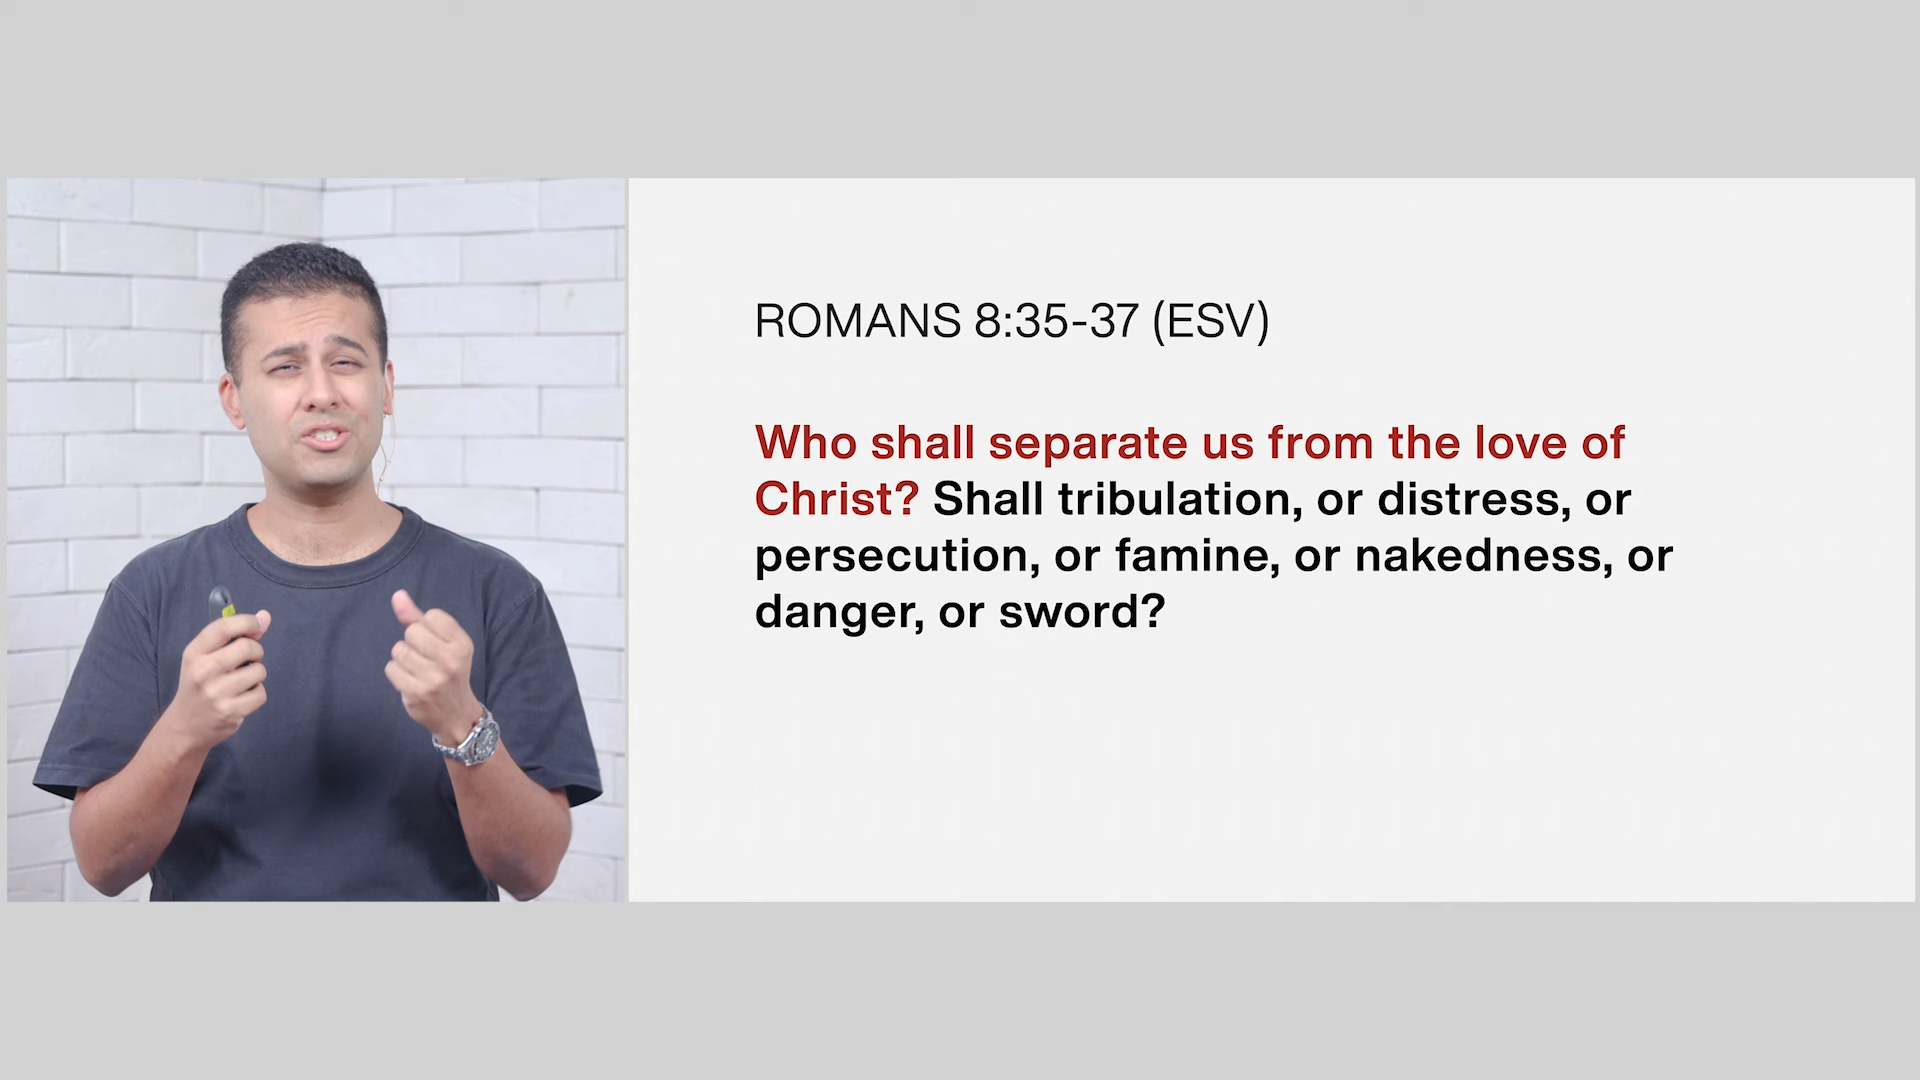 ROMANS 8:35-37 (ESV)
Who shall separate us from the love of
Christ? Shall tribulation, or distress, or
persecution, or famine, or nakedness, or
danger, or sword?